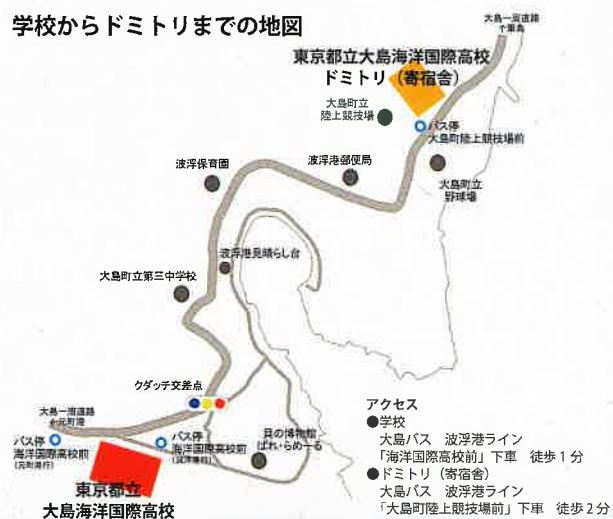 学校からドミトリまでの地図
大島一周道路
東京都立大島海洋国際高校
ドミトリ（寄宿舎）
大島町立
陸上競技場
バス停
大島町陸上競技場前
大島町立
野球場
波浮港郵便局
波浮保育園
波浮港見晴らし台
大島町立第三中学校
クダッチ交差点
大島一周道路
バス停
海洋国際高校前
(元町港行)
バス停
海洋国際高校前
貝の博物館
ぱれ・らめーる
東京都立
大島海洋国際高校
アクセス
●学校
大島バス　波浮港ライン
「海洋国際高校前」下車　徒歩１分
●ドミトリ（寄宿舎）
大島バス　波浮港ライン
「大島町陸上競技場前」下車　徒歩２分